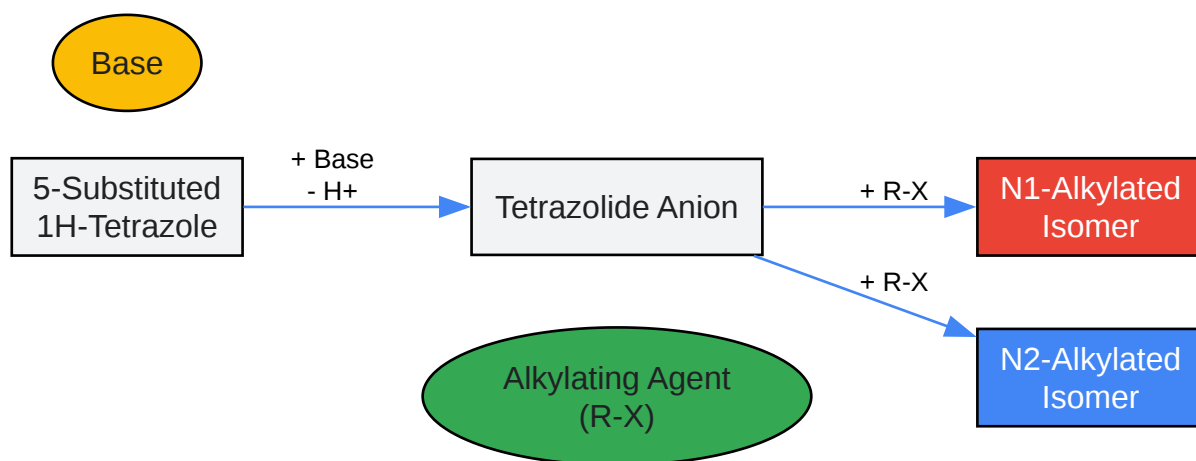 Base
5-Substituted
1H-Tetrazole
+ Base
- H+
Tetrazolide Anion
+ R-X
N1-Alkylated
Isomer
+ R-X
N2-Alkylated
Isomer
Alkylating Agent
(R-X)